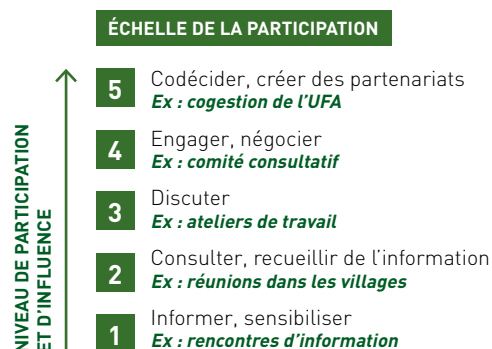 ÉCHELLE DE LA PARTICIPATION
5 Codécider, créer des partenariats
Ex : cogestion de l'UFA
4 Engager, négocier
Ex : comité consultatif
3 Discuter
Ex : ateliers de travail
2 Consulter, recueillir de l'information
Ex : réunions dans les villages
1 Informer, sensibiliser
Ex : rencontres d'information
NIVEAU DE PARTICIPATION
ET D'INFLUENCE